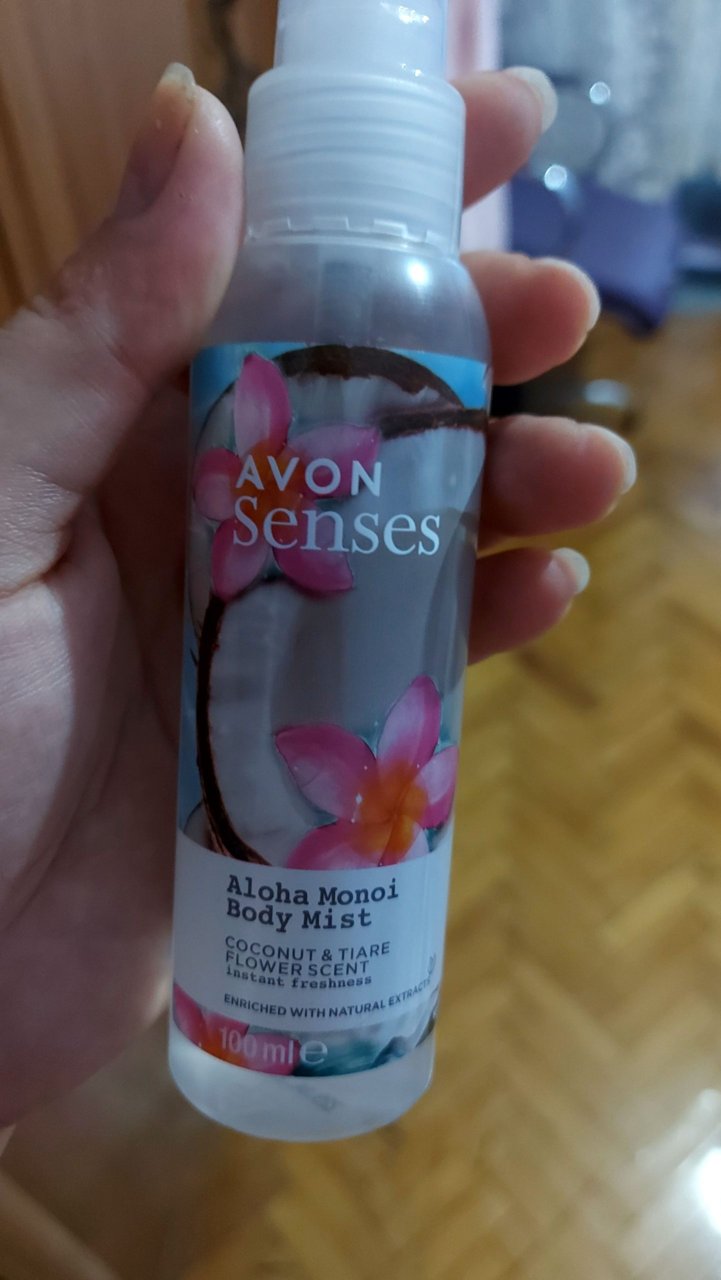 AVON
senses
Aloha Monoi
Body Mist
COCONUT & TIARE
FLOWER SCENT
instant freshness
ENRICHED WITH NATURAL EXTRACTS
100 ml e